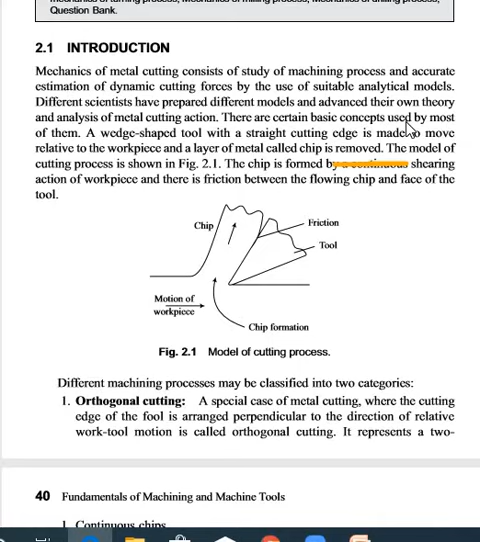 Question Bank.
2.1 INTRODUCTION
Mechanics of metal cutting consists of study of machining process and accurate
estimation of dynamic cutting forces by the use of suitable analytical models.
Different scientists have prepared different models and advanced their own theory
and analysis of metal cutting action. There are certain basic concepts used by most
of them. A wedge-shaped tool with a straight cutting edge is made to move
relative to the workpiece and a layer of metal called chip is removed. The model of
cutting process is shown in Fig. 2.1. The chip is formed by a continuous shearing
action of workpiece and there is friction between the flowing chip and face of the
tool.
Chip
Friction
Tool
Motion of
workpiece
Chip formation
Fig. 2.1 Model of cutting process.
Different machining processes may be classified into two categories:
1. Orthogonal cutting: A special case of metal cutting, where the cutting
edge of the fool is arranged perpendicular to the direction of relative
work-tool motion is called orthogonal cutting. It represents a two-
40 Fundamentals of Machining and Machine Tools
1. Continuous chips